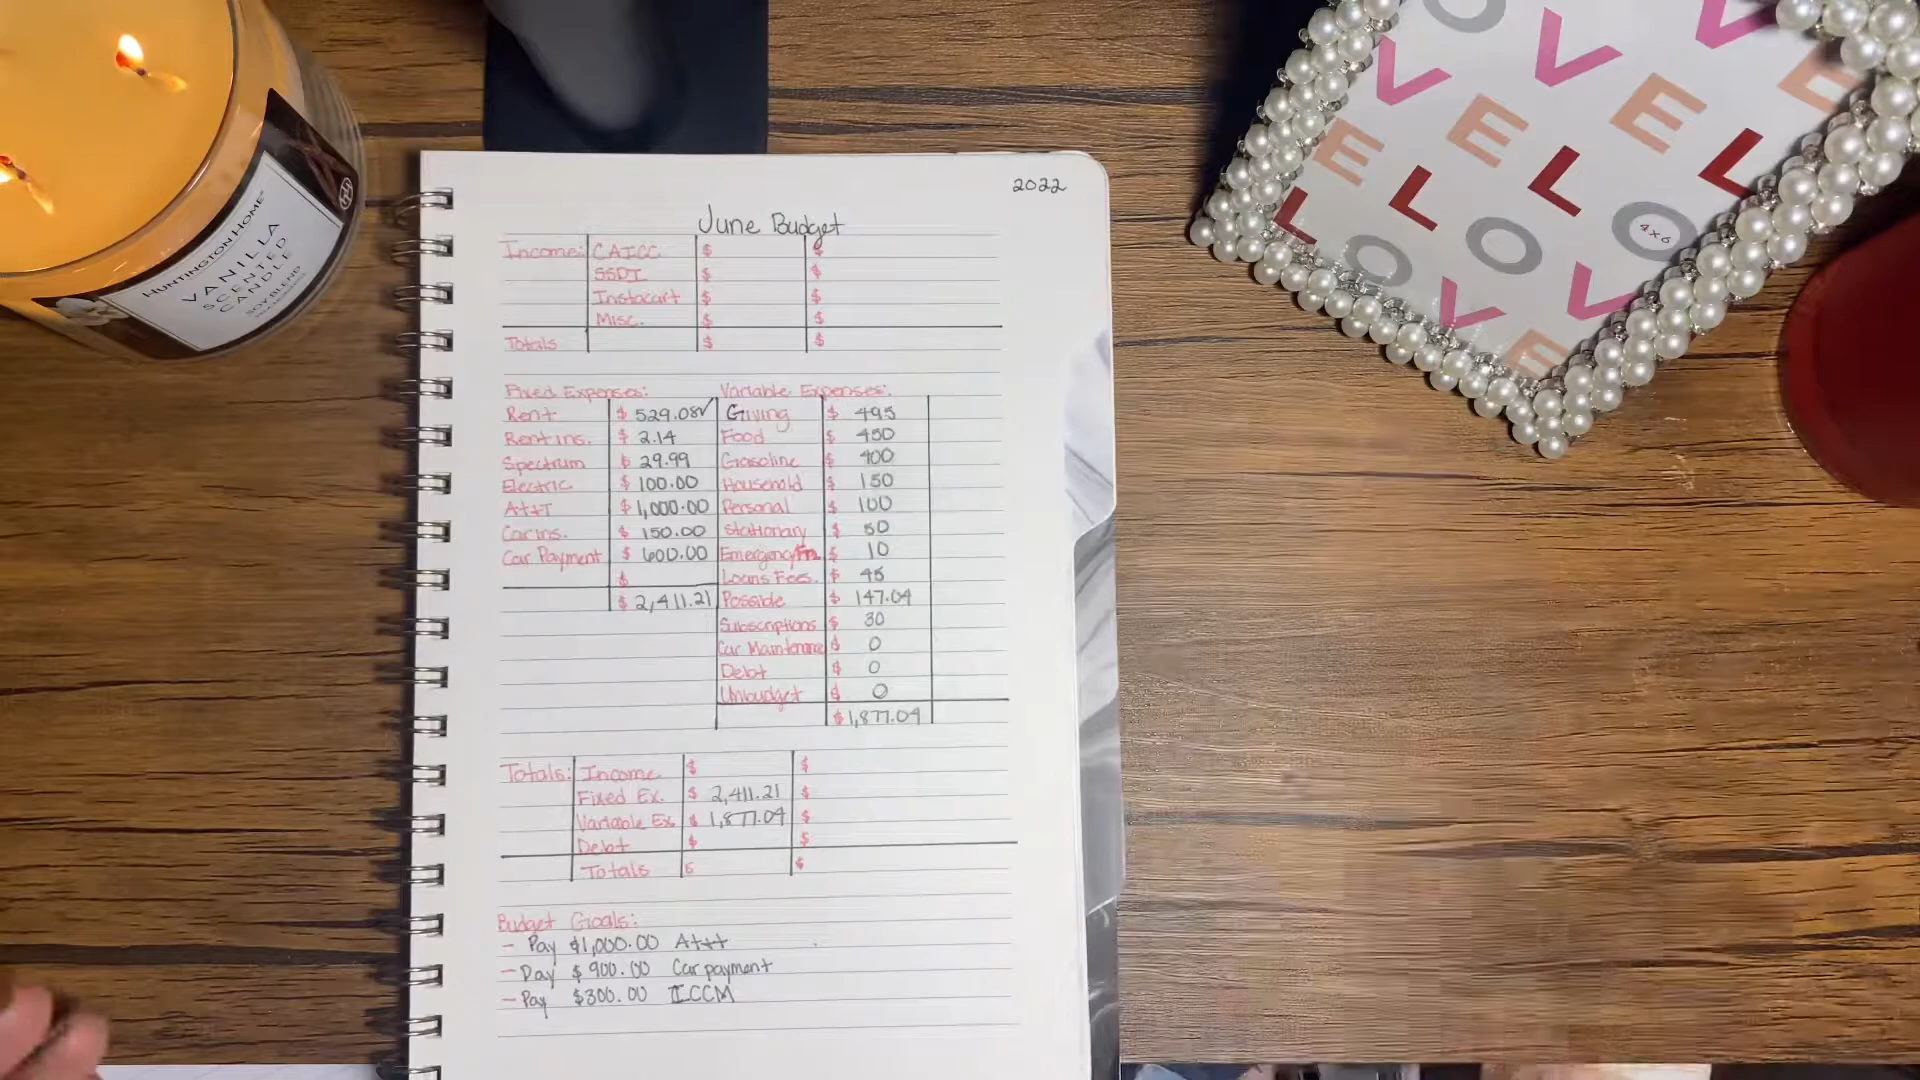 HUNTINGTON HOME
VANILLA
SCENTED
CANDLE
SOY BLEND
4x6
2022
June Budget
Income: CAICC $ $
SSDI $ $
Instacart $ $
Misc. $ $
Totals $ $
Fixed Expenses: Variable Expenses:
Rent $ 529.08✓ Giving $ 495
Rent ins. $ 2.14 Food $ 450
Spectrum $ 29.99 Gasoline $ 400
Electric $ 100.00 Household $ 150
At+T $ 1,000.00 Personal $ 100
Car ins. $ 150.00 Stationary $ 50
Car Payment $ 600.00 Emergency Fn. $ 10
$ Loans Fees. $ 45
$ 2,411.21 Possible $ 147.04
Subscriptions $ 30
Car Maintenance $ 0
Debt $ 0
Unbudget $ 0
$ 1,877.04
Totals: Income $ $
Fixed Ex. $ 2,411.21 $
Variable Ex $ 1,877.04 $
Debt $ $
Totals $ $
Budget Goals:
- Pay $1,000.00 At+t
- Pay $900.00 Car payment
- Pay $300.00 ICCM
L O V E